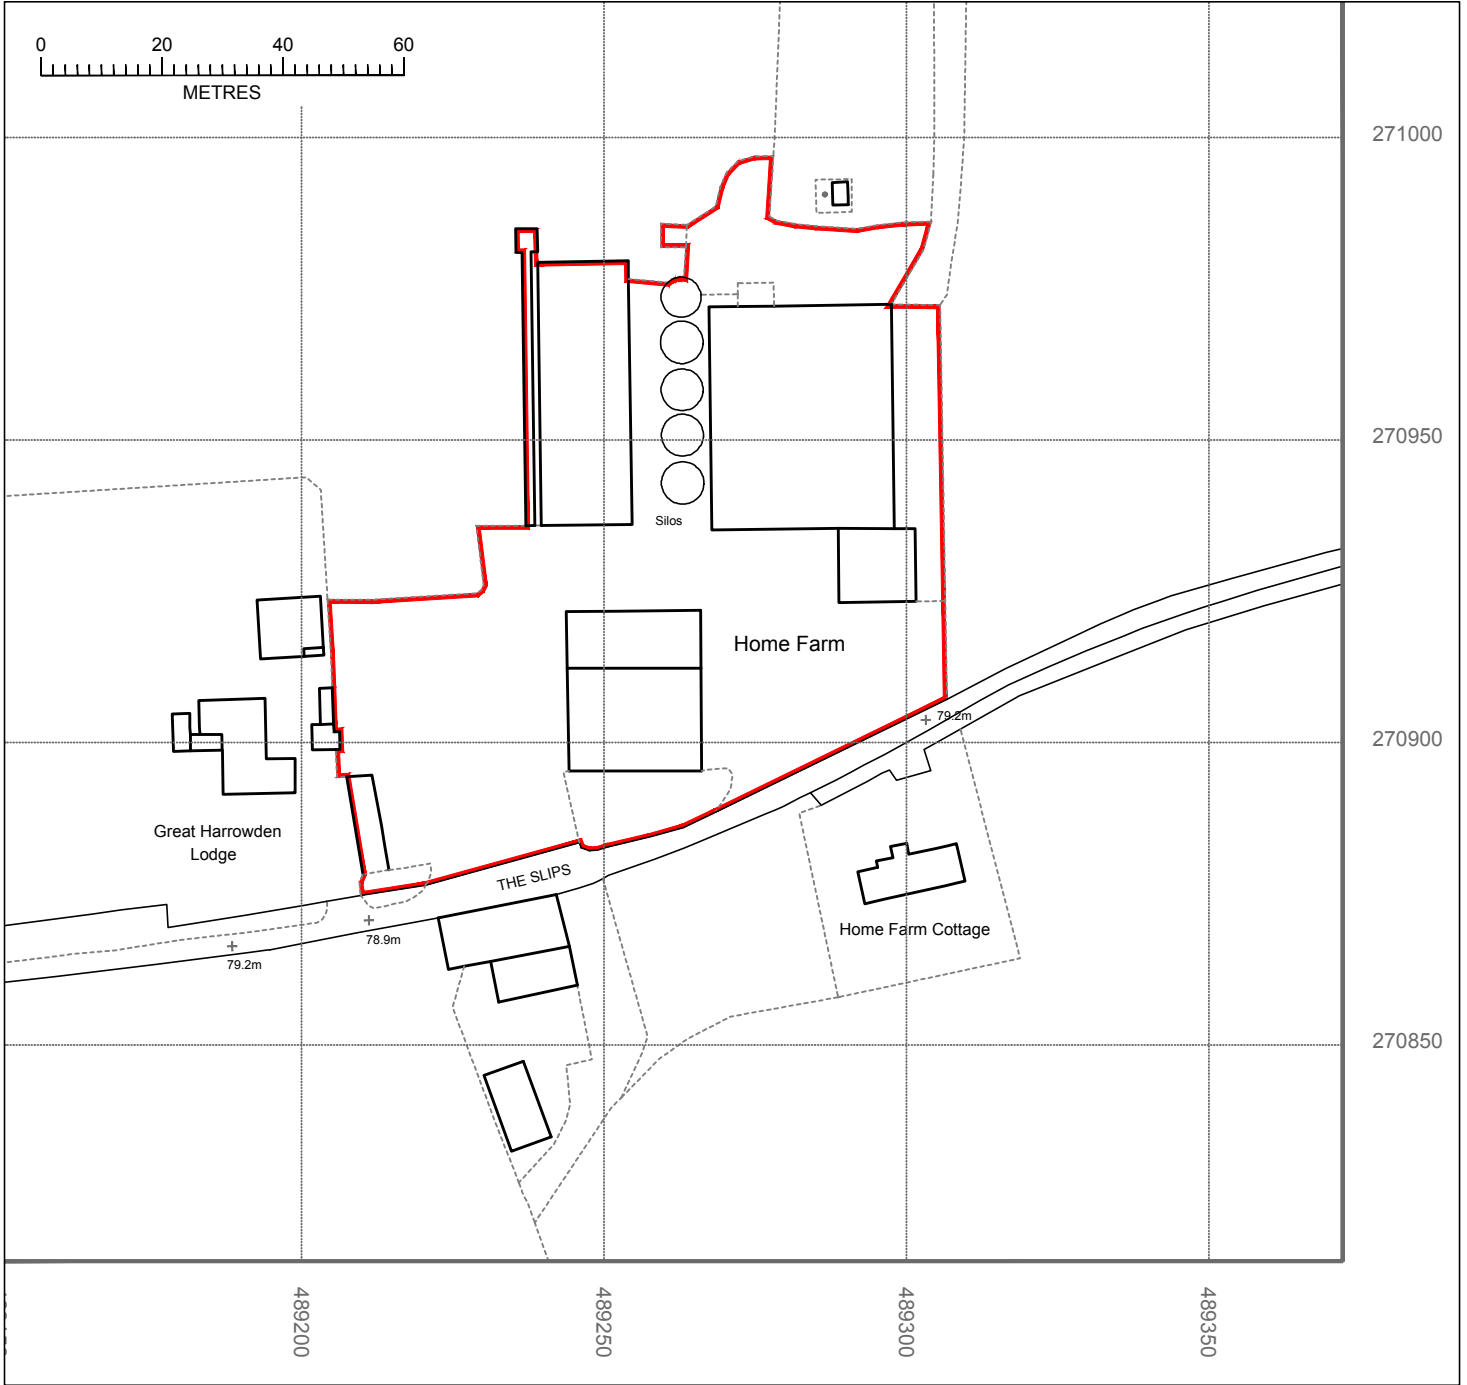 0 20 40 60
METRES
271000
270950
Silos
Home Farm
79.2m
270900
Great Harrowden
Lodge
THE SLIPS
Home Farm Cottage
78.9m
79.2m
270850
489200
489250
489300
489350